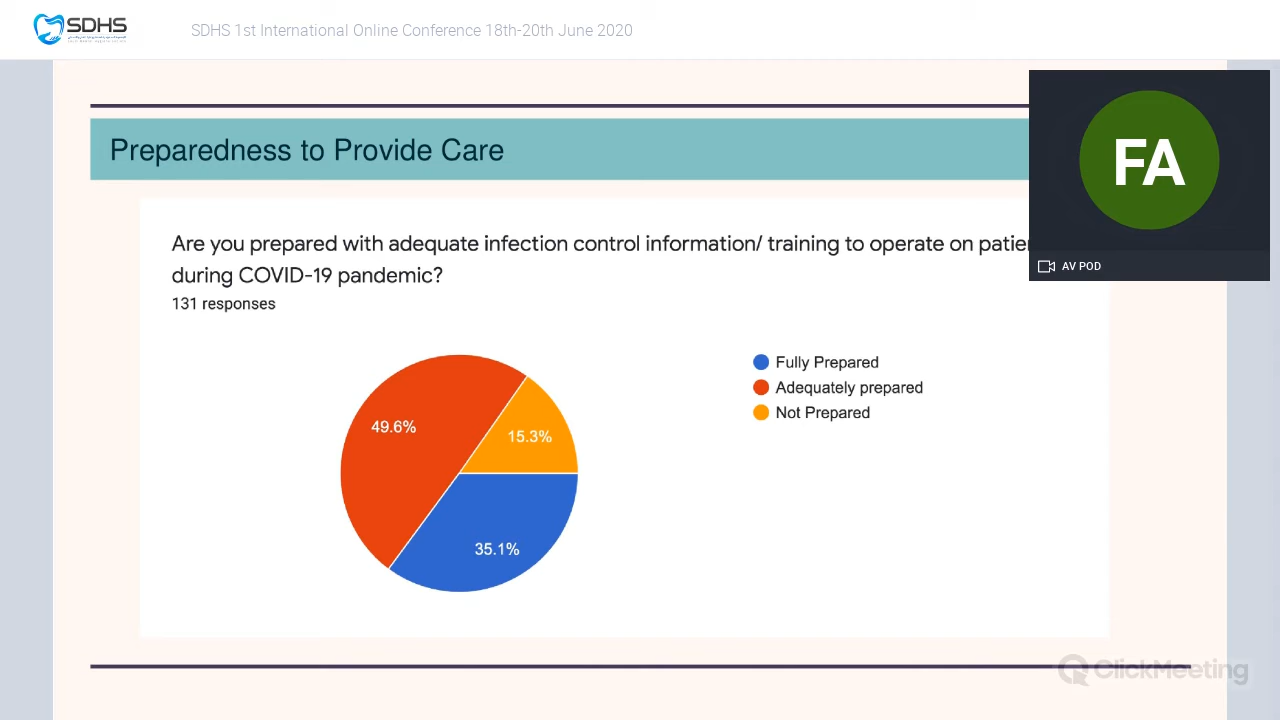 SDHS
SDHS 1st International Online Conference 18th-20th June 2020
Preparedness to Provide Care
FA
AV POD
Are you prepared with adequate infection control information/ training to operate on
during COVID-19 pandemic?
131 responses
Fully Prepared
Adequately prepared
Not Prepared
49.6%
15.3%
35.1%
ClickMeeting